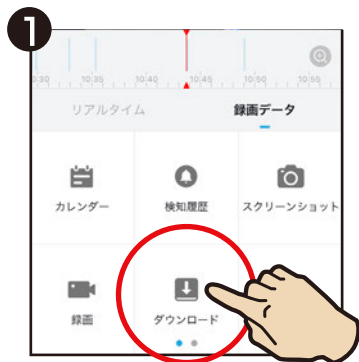 1
10:30 10:35 10:40 10:45 10:50 10:55
リアルタイム 録画データ
カレンダー 検知履歴 スクリーンショット
録画 ダウンロード